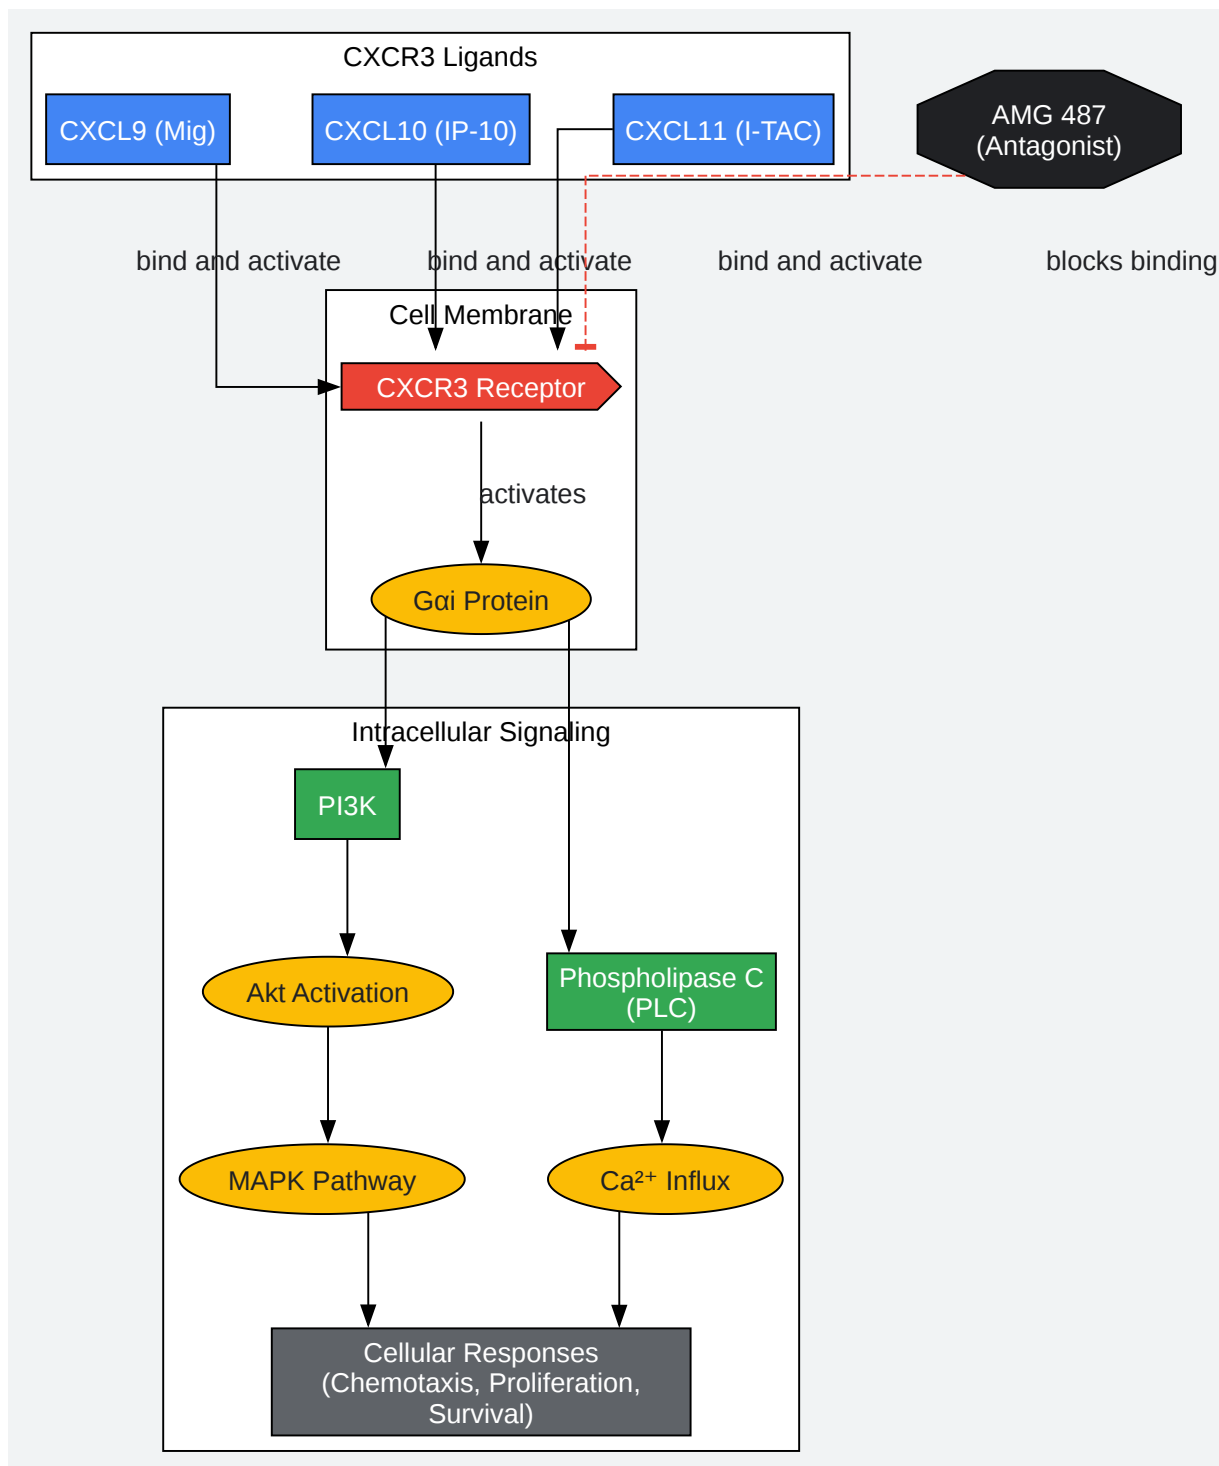 CXCR3 Ligands
CXCL9 (Mig)
CXCL10 (IP-10)
CXCL11 (I-TAC)
AMG 487
(Antagonist)
bind and activate
bind and activate
bind and activate
blocks binding
Cell Membrane
CXCR3 Receptor
activates
Gαi Protein
Intracellular Signaling
PI3K
Akt Activation
Phospholipase C
(PLC)
MAPK Pathway
Ca²⁺ Influx
Cellular Responses
(Chemotaxis, Proliferation,
Survival)